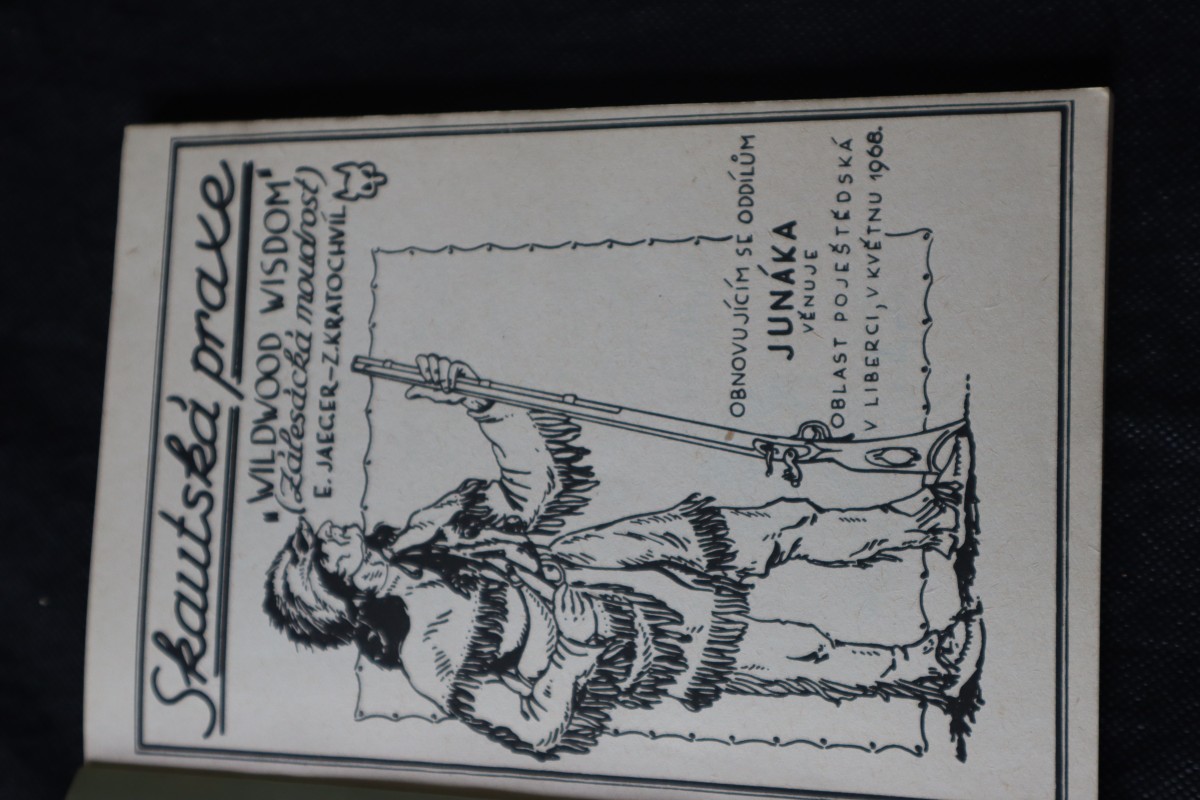 Skautská praxe
"WILDWOOD WISDOM"
(Zálesácká moudrost)
E. JAEGER-Z. KRATOCHVÍL
OBNOVUJÍCÍM SE ODDÍLŮM
JUNÁKA
VĚNUJE
OBLAST POJEŠTĚDSKÁ
V LIBERCI, V KVĚTNU 1968.